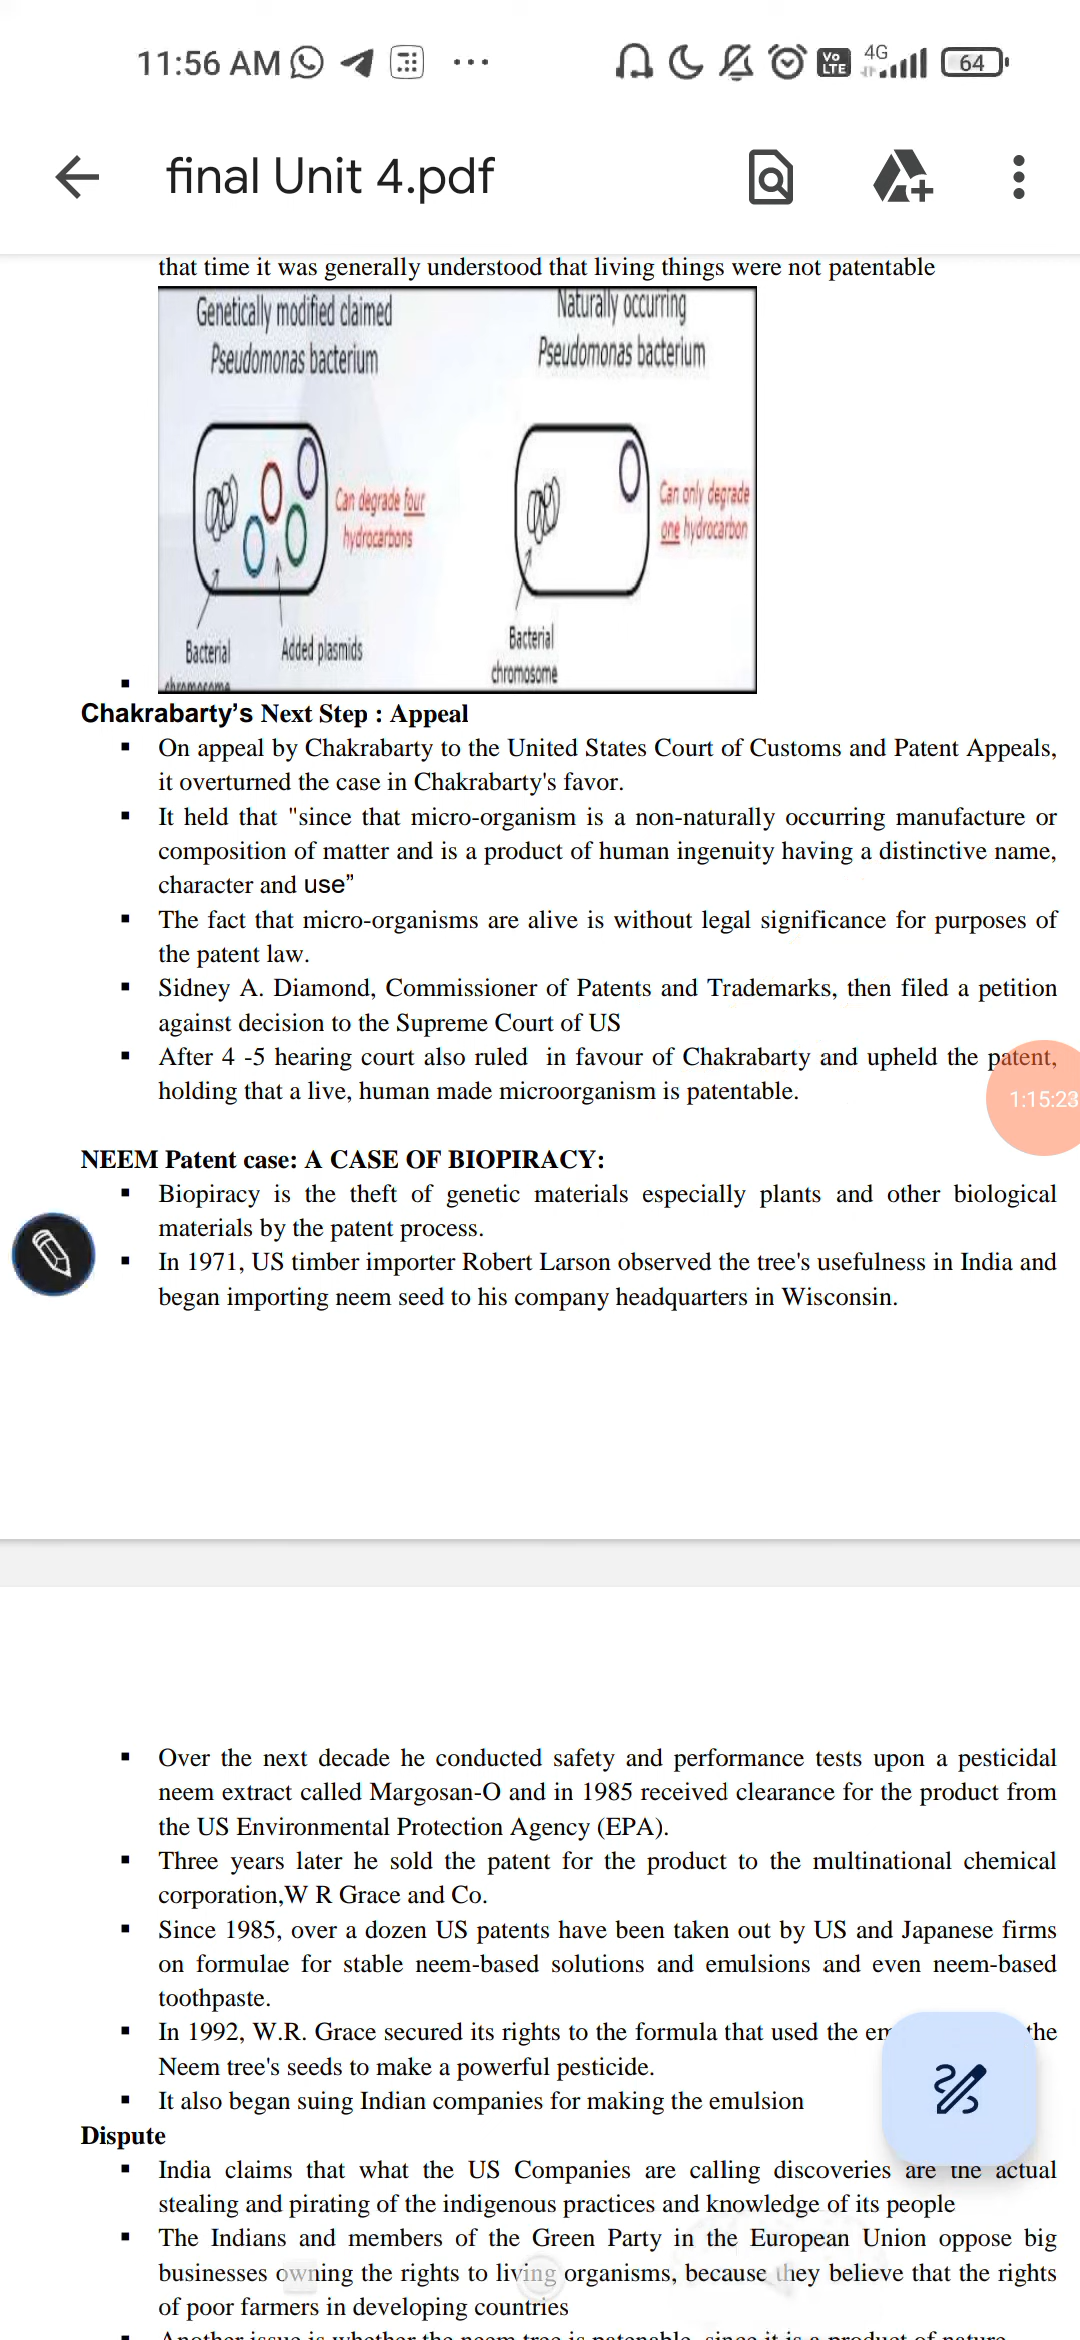 11:56 AM
4G
Vo LTE
64
final Unit 4.pdf
that time it was generally understood that living things were not patentable
Genetically modified claimed
Pseudomonas bacterium
Naturally occurring
Pseudomonas bacterium
Can degrade four
hydrocarbons
Can only degrade
one hydrocarbon
Bacterial
chromosome
Added plasmids
Bacterial
chromosome
Chakrabarty’s Next Step : Appeal
▪ On appeal by Chakrabarty to the United States Court of Customs and Patent Appeals,
it overturned the case in Chakrabarty's favor.
▪ It held that "since that micro-organism is a non-naturally occurring manufacture or
composition of matter and is a product of human ingenuity having a distinctive name,
character and use”
▪ The fact that micro-organisms are alive is without legal significance for purposes of
the patent law.
▪ Sidney A. Diamond, Commissioner of Patents and Trademarks, then filed a petition
against decision to the Supreme Court of US
▪ After 4 -5 hearing court also ruled in favour of Chakrabarty and upheld the patent,
holding that a live, human made microorganism is patentable.
1:15:23
NEEM Patent case: A CASE OF BIOPIRACY:
▪ Biopiracy is the theft of genetic materials especially plants and other biological
materials by the patent process.
▪ In 1971, US timber importer Robert Larson observed the tree's usefulness in India and
began importing neem seed to his company headquarters in Wisconsin.
▪ Over the next decade he conducted safety and performance tests upon a pesticidal
neem extract called Margosan-O and in 1985 received clearance for the product from
the US Environmental Protection Agency (EPA).
▪ Three years later he sold the patent for the product to the multinational chemical
corporation,W R Grace and Co.
▪ Since 1985, over a dozen US patents have been taken out by US and Japanese firms
on formulae for stable neem-based solutions and emulsions and even neem-based
toothpaste.
▪ In 1992, W.R. Grace secured its rights to the formula that used the the
Neem tree's seeds to make a powerful pesticide.
▪ It also began suing Indian companies for making the emulsion
Dispute
▪ India claims that what the US Companies are calling discoveries are the actual
stealing and pirating of the indigenous practices and knowledge of its people
▪ The Indians and members of the Green Party in the European Union oppose big
businesses owning the rights to living organisms, because they believe that the rights
of poor farmers in developing countries
▪ Another issue is whether the neem tree is patenable, since it is a product of nature